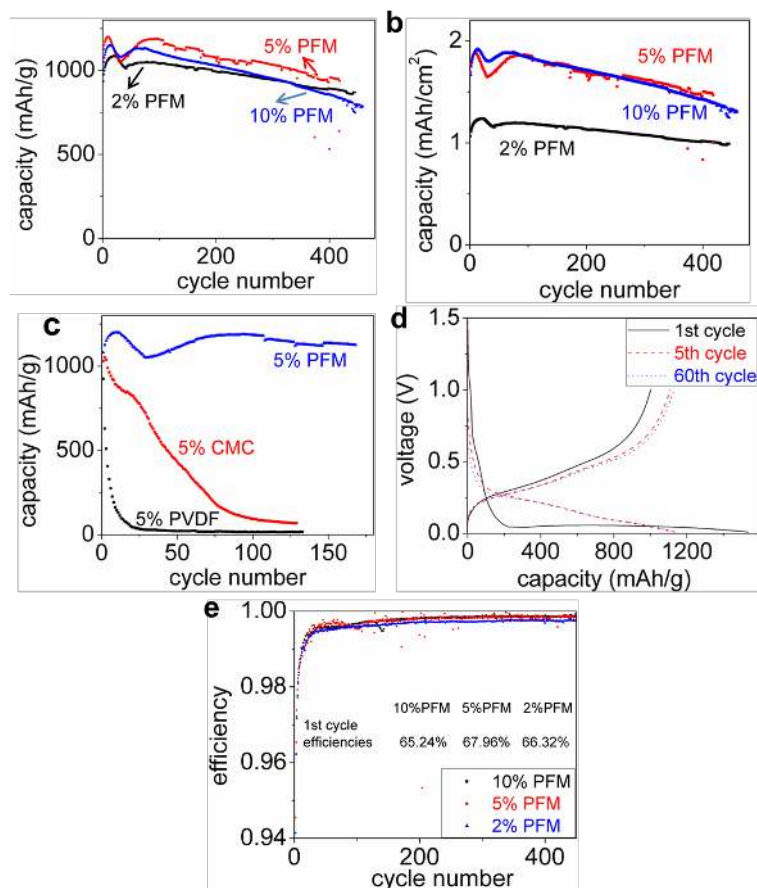 capacity (mAh/g)
1000
500
0
0
200
400
cycle number
5% PFM
2% PFM
10% PFM
b
capacity (mAh/cm²)
2
1
0
0
200
400
cycle number
5% PFM
10% PFM
2% PFM
c
capacity (mAh/g)
1000
500
0
0
50
100
150
cycle number
5% PFM
5% CMC
5% PVDF
d
voltage (V)
1.5
1.0
0.5
0.0
0
400
800
1200
capacity (mAh/g)
1st cycle
5th cycle
60th cycle
e
efficiency
1.00
0.98
0.96
0.94
0
200
400
cycle number
10%PFM 5%PFM 2%PFM
1st cycle
efficiencies 65.24% 67.96% 66.32%
10% PFM
5% PFM
2% PFM